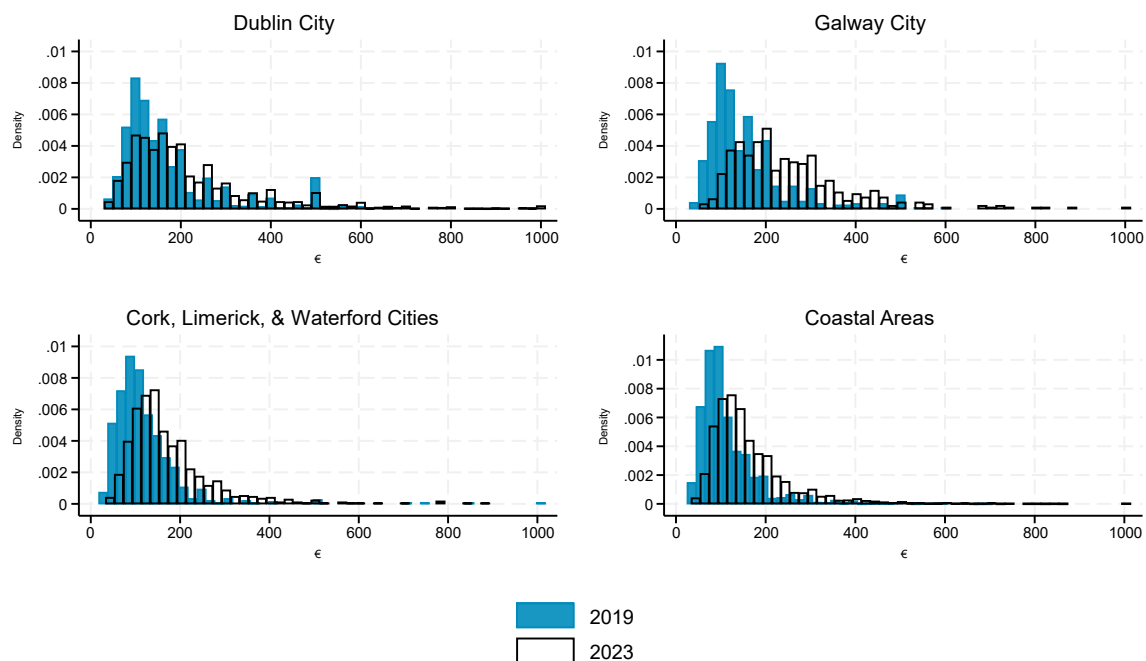 Dublin City
Galway City
.01
.008
.006
.004
.002
0
Density
0 200 400 600 800 1000
€
.01
.008
.006
.004
.002
0
Density
0 200 400 600 800 1000
€
Cork, Limerick, & Waterford Cities
Coastal Areas
.01
.008
.006
.004
.002
0
Density
0 200 400 600 800 1000
€
.01
.008
.006
.004
.002
0
Density
0 200 400 600 800 1000
€
2019
2023